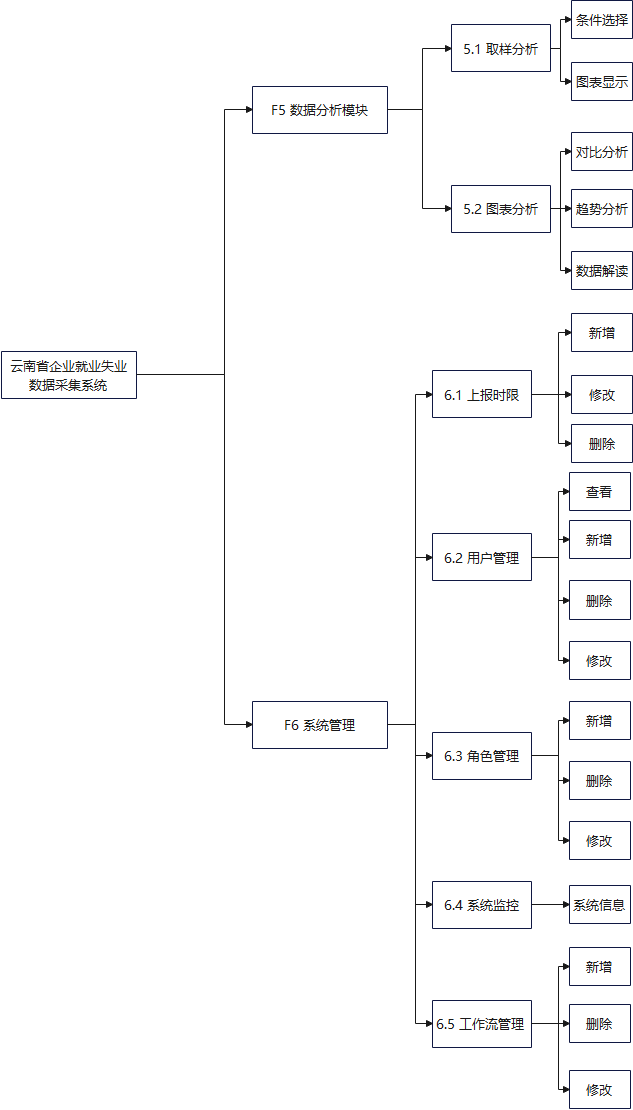 云南省企业就业失业
数据采集系统
F5 数据分析模块
5.1 取样分析
条件选择
图表显示
5.2 图表分析
对比分析
趋势分析
数据解读
F6 系统管理
6.1 上报时限
新增
修改
删除
6.2 用户管理
查看
新增
删除
修改
6.3 角色管理
新增
删除
修改
6.4 系统监控
系统信息
6.5 工作流管理
新增
删除
修改